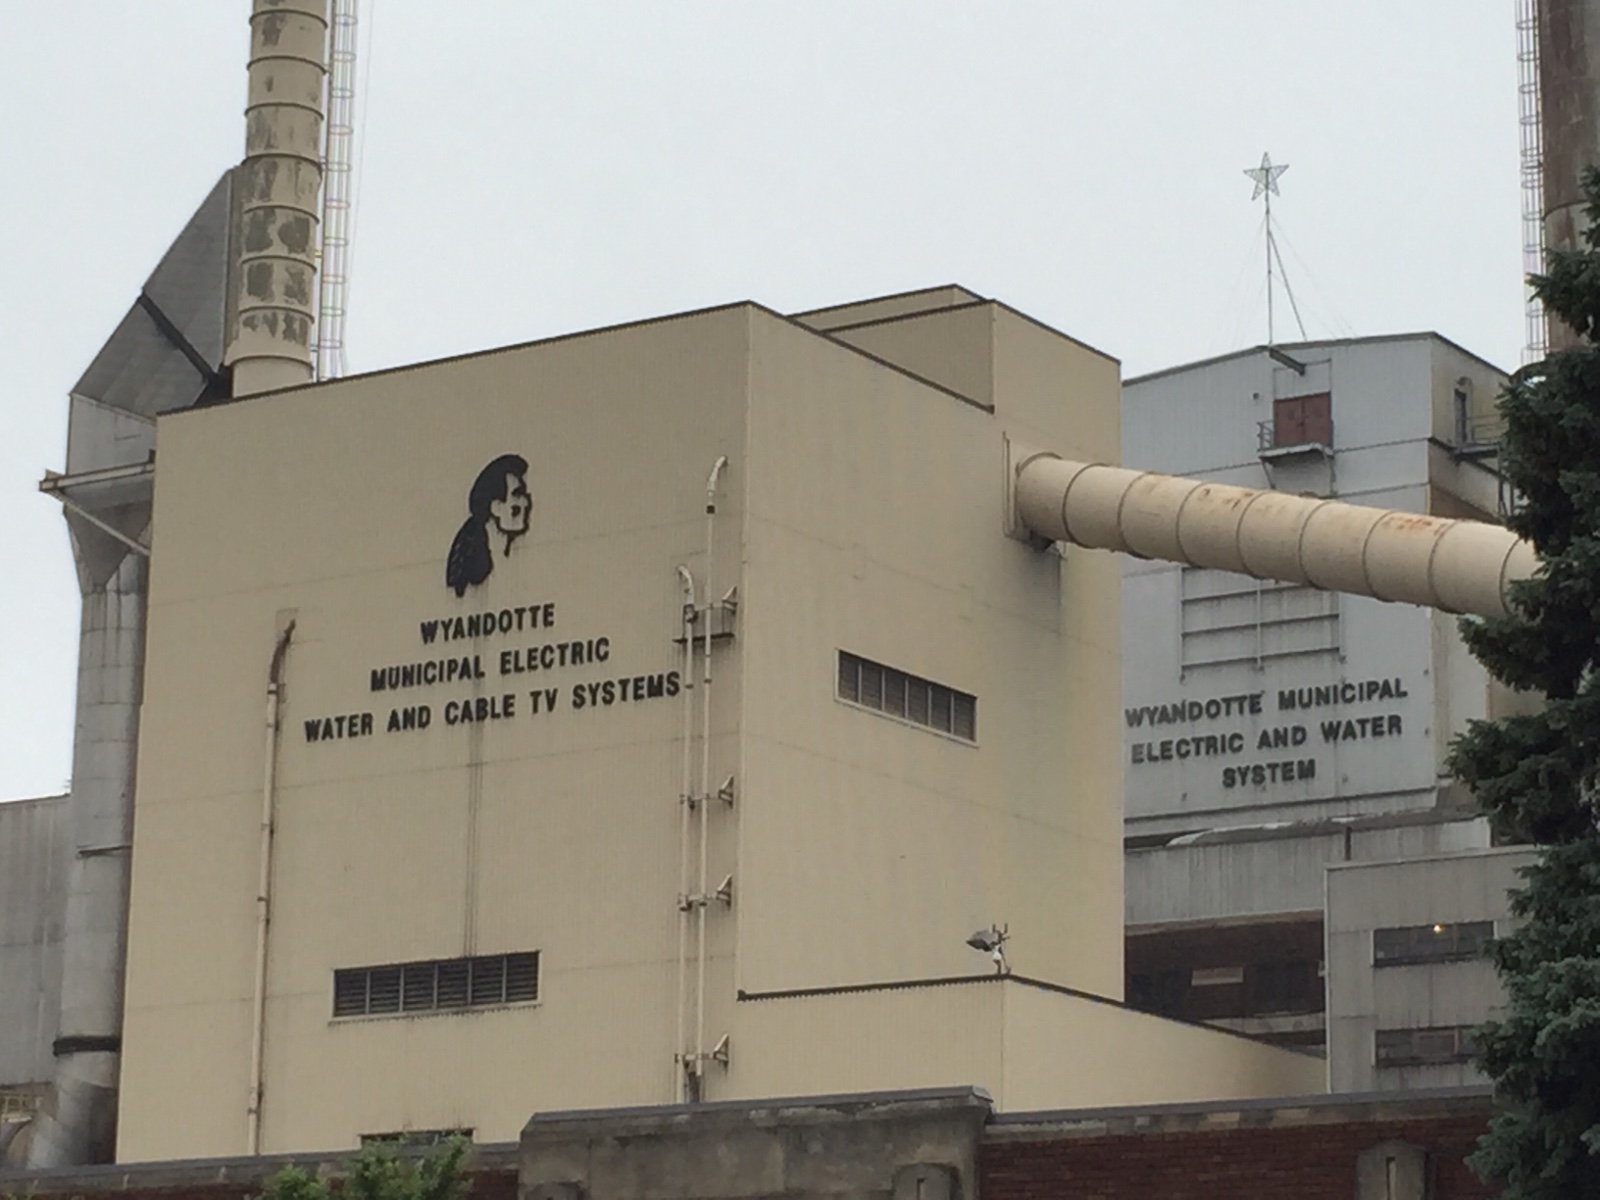 WYANDOTTE
MUNICIPAL ELECTRIC
WATER AND CABLE TV SYSTEMS
WYANDOTTE MUNICIPAL
ELECTRIC AND WATER
SYSTEM